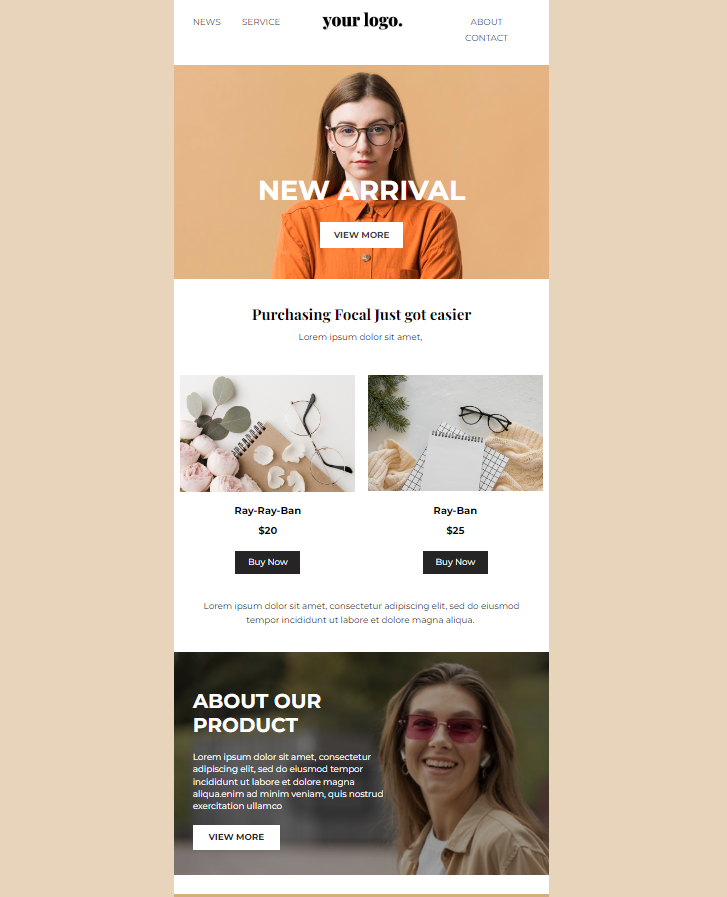 NEWS SERVICE your logo. ABOUT
CONTACT
NEW ARRIVAL
VIEW MORE
Purchasing Focal Just got easier
Lorem ipsum dolor sit amet,
Ray-Ray-Ban
$20
Buy Now
Ray-Ban
$25
Buy Now
Lorem ipsum dolor sit amet, consectetur adipiscing elit, sed do eiusmod
tempor incididunt ut labore et dolore magna aliqua.
ABOUT OUR
PRODUCT
Lorem ipsum dolor sit amet, consectetur
adipiscing elit, sed do eiusmod tempor
incididunt ut labore et dolore magna
aliqua.enim ad minim veniam, quis nostrud
exercitation ullamco
VIEW MORE